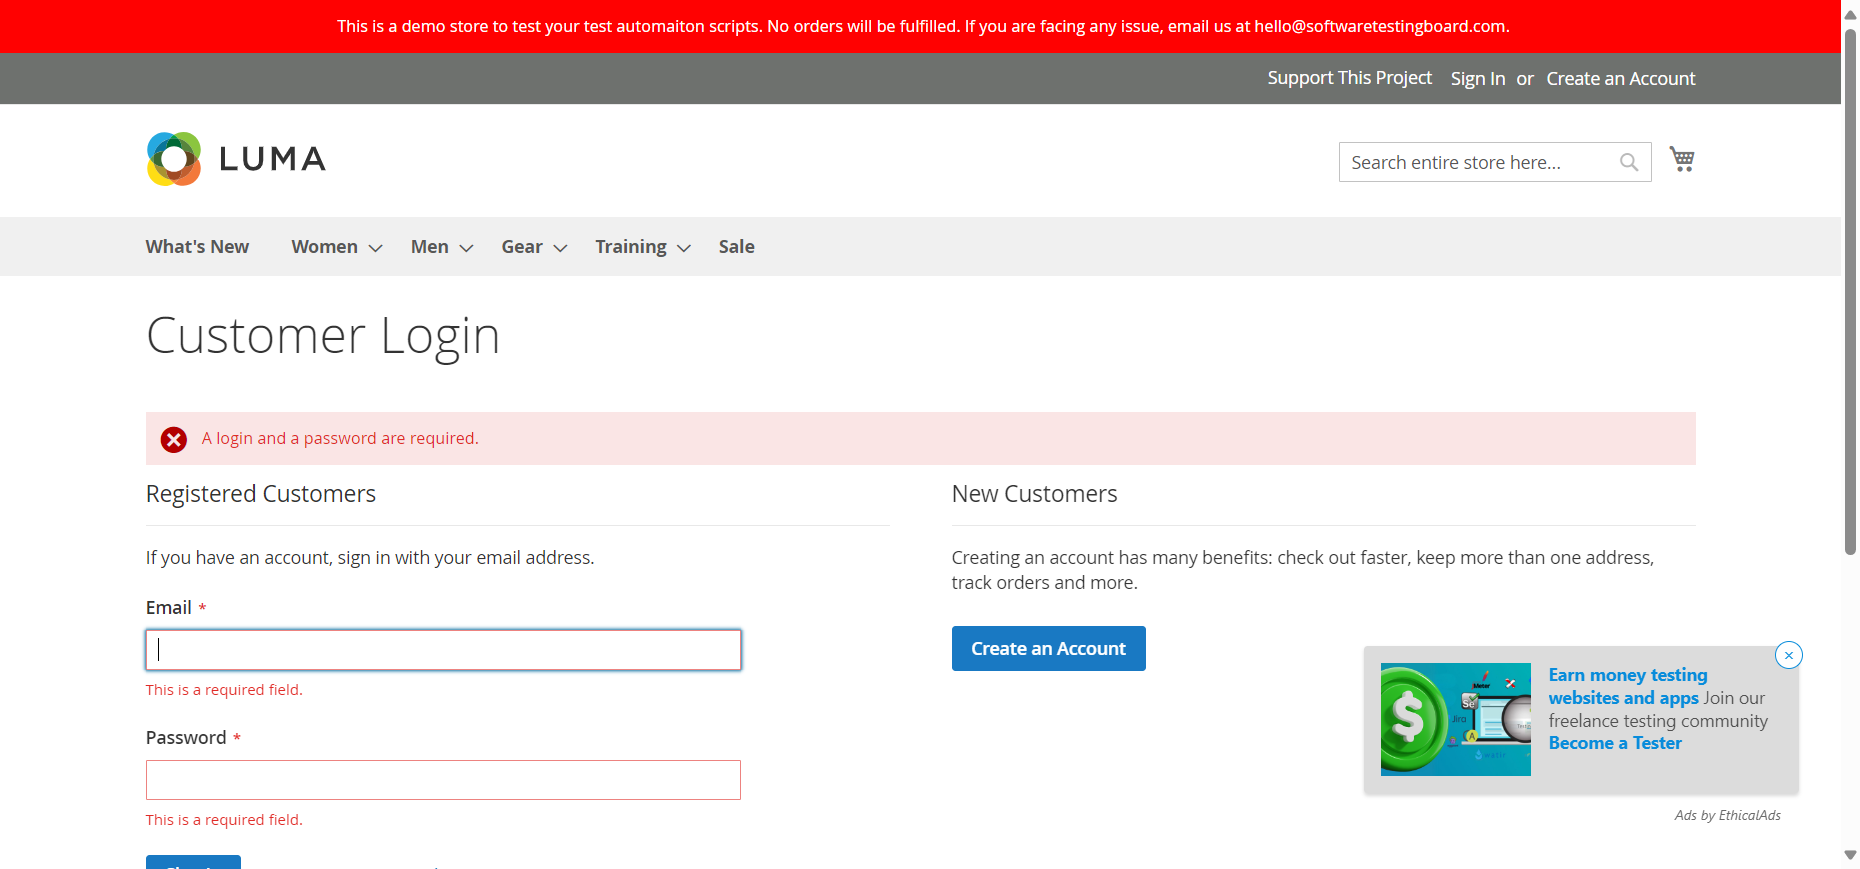 This is a demo store to test your test automaiton scripts. No orders will be fulfilled. If you are facing any issue, email us at hello@softwaretestingboard.com.
Support This Project Sign In or Create an Account
LUMA
Search entire store here...
What's New Women Men Gear Training Sale
Customer Login
A login and a password are required.
Registered Customers
If you have an account, sign in with your email address.
Email *
This is a required field.
Password *
This is a required field.
New Customers
Creating an account has many benefits: check out faster, keep more than one address,
track orders and more.
Create an Account
Earn money testing
websites and apps Join our
freelance testing community
Become a Tester
Jira
Se
Ads by EthicalAds